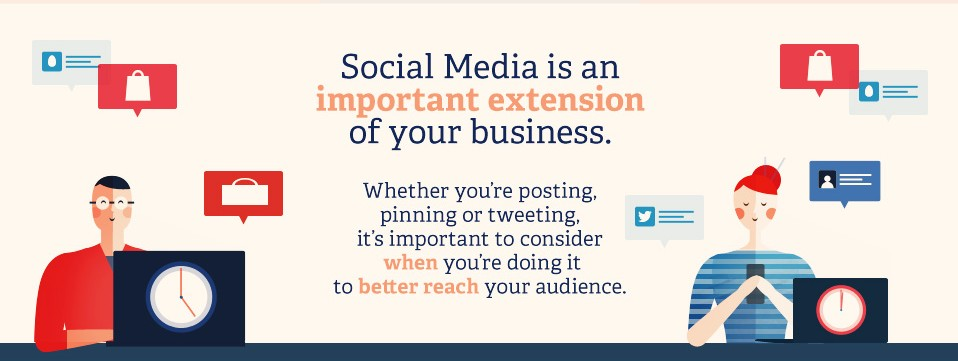 Social Media is an
important extension
of your business.
Whether you're posting,
pinning or tweeting,
it's important to consider
when you're doing it
to better reach your audience.